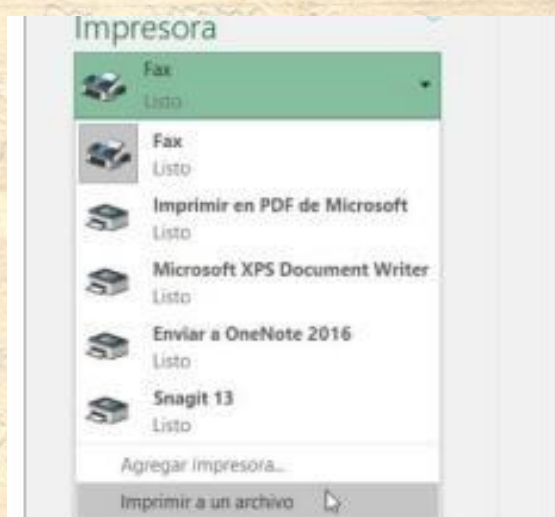 Impresora
Fax
Listo
Fax
Listo
Imprimir en PDF de Microsoft
Listo
Microsoft XPS Document Writer
Listo
Enviar a OneNote 2016
Listo
Snagit 13
Listo
Agregar impresora...
Imprimir a un archivo